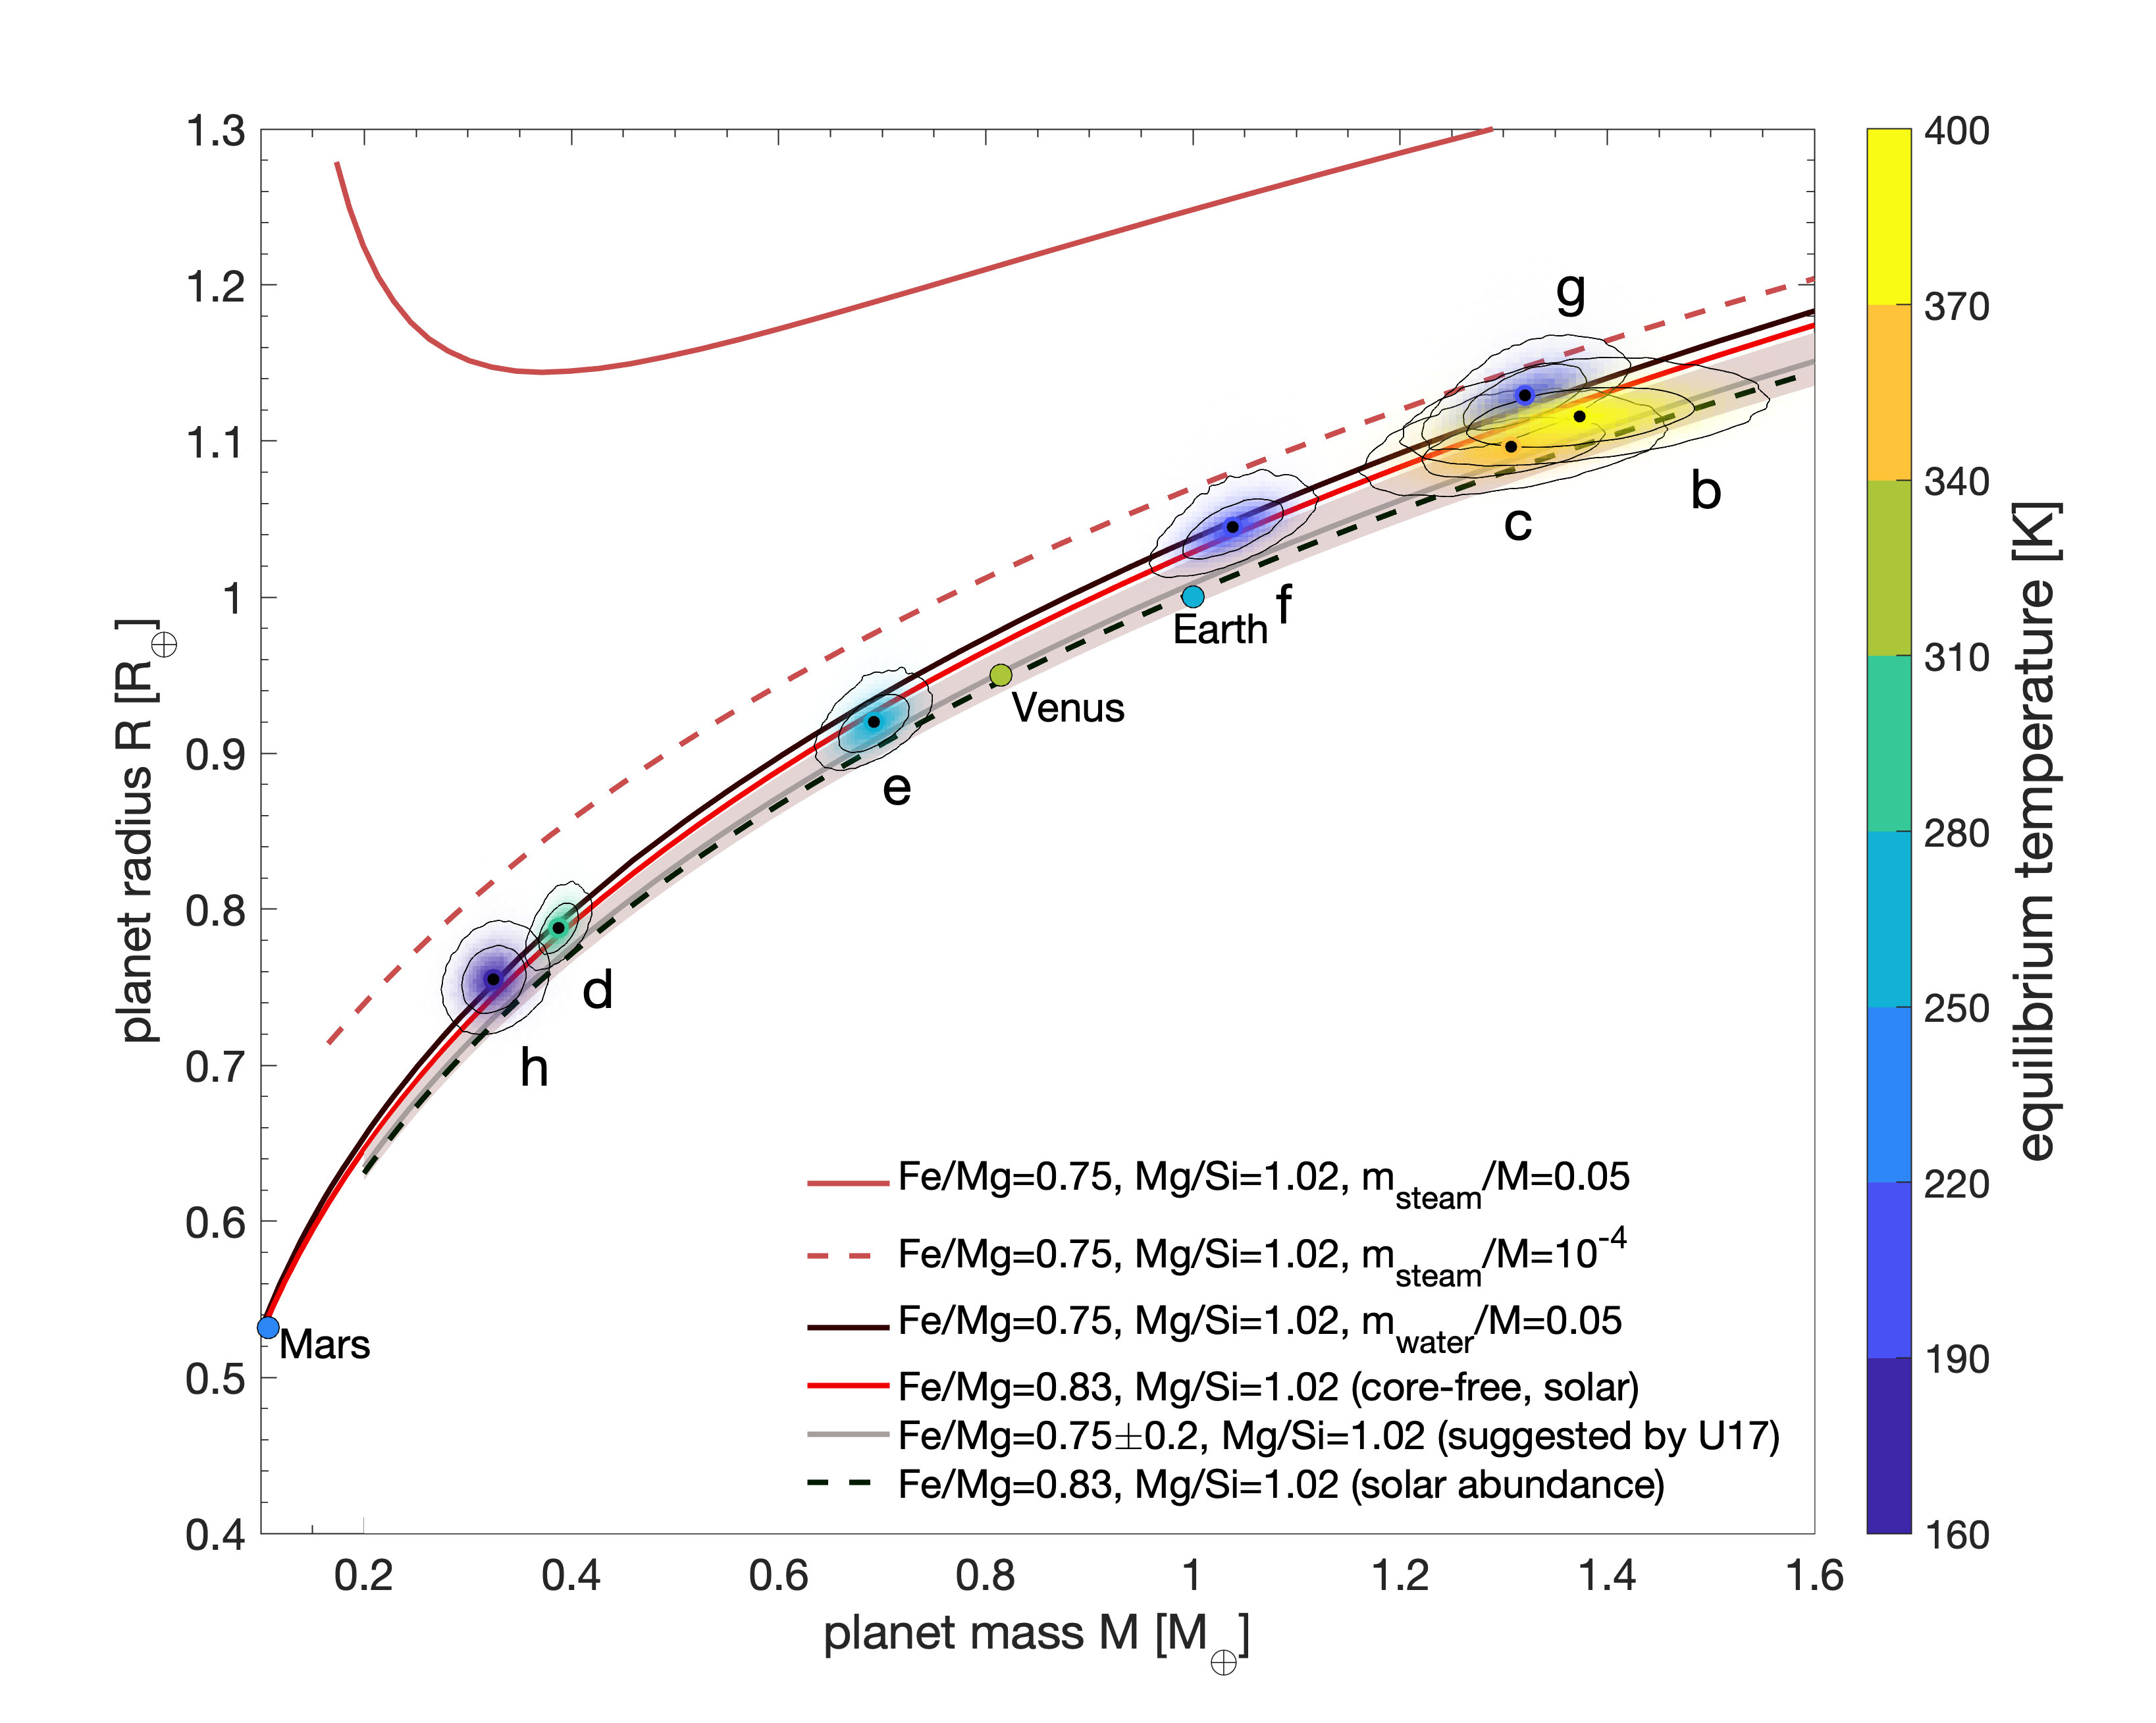 1.3
1.2
1.1
1
0.9
0.8
0.7
0.6
0.5
0.4
planet radius R [R⊕]
0.2
0.4
0.6
0.8
1
1.2
1.4
1.6
planet mass M [M⊕]
g
b
c
f
Earth
Venus
e
d
h
Mars
Fe/Mg=0.75, Mg/Si=1.02, m_steam/M=0.05
Fe/Mg=0.75, Mg/Si=1.02, m_steam/M=10^-4
Fe/Mg=0.75, Mg/Si=1.02, m_water/M=0.05
Fe/Mg=0.83, Mg/Si=1.02 (core-free, solar)
Fe/Mg=0.75±0.2, Mg/Si=1.02 (suggested by U17)
Fe/Mg=0.83, Mg/Si=1.02 (solar abundance)
400
370
340
310
280
250
220
190
160
equilibrium temperature [K]